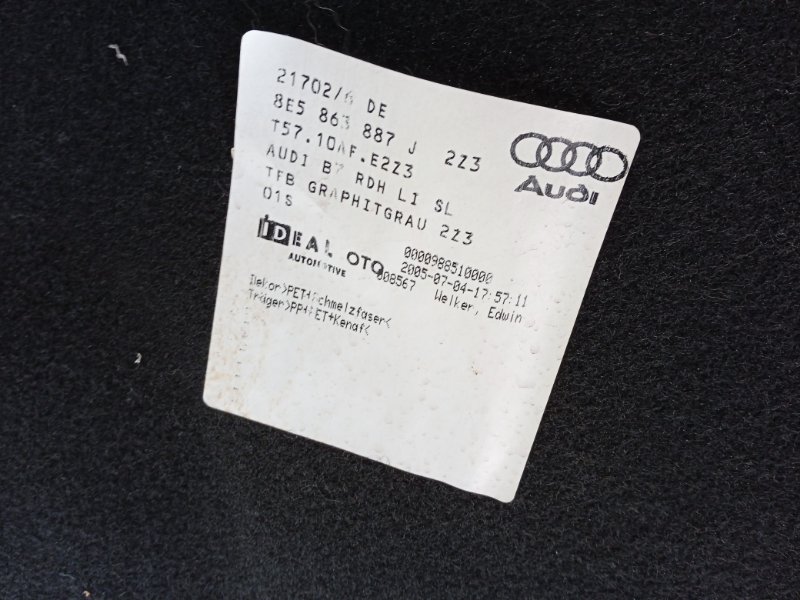 21702/6 DE
8E5 863 887 J 2Z3
T57.10AF.E2Z3
AUDI B7 RDH LI SL
TFB GRAPHITGRAU 2Z3
01S
Audi
IDEAL OTO
AUTOMOTIVE
0000988510000
2005-07-04-17:57:11
008567 Welker, Edwin
Dekor>PET+Schmelzfaser<
Träger>PP+PET+Kenaf<